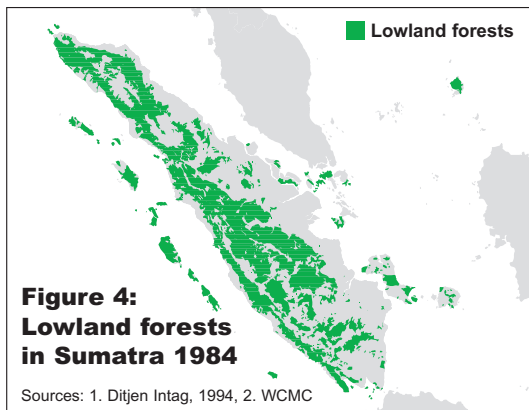 Lowland forests
Figure 4:
Lowland forests
in Sumatra 1984
Sources: 1. Ditjen Intag, 1994, 2. WCMC